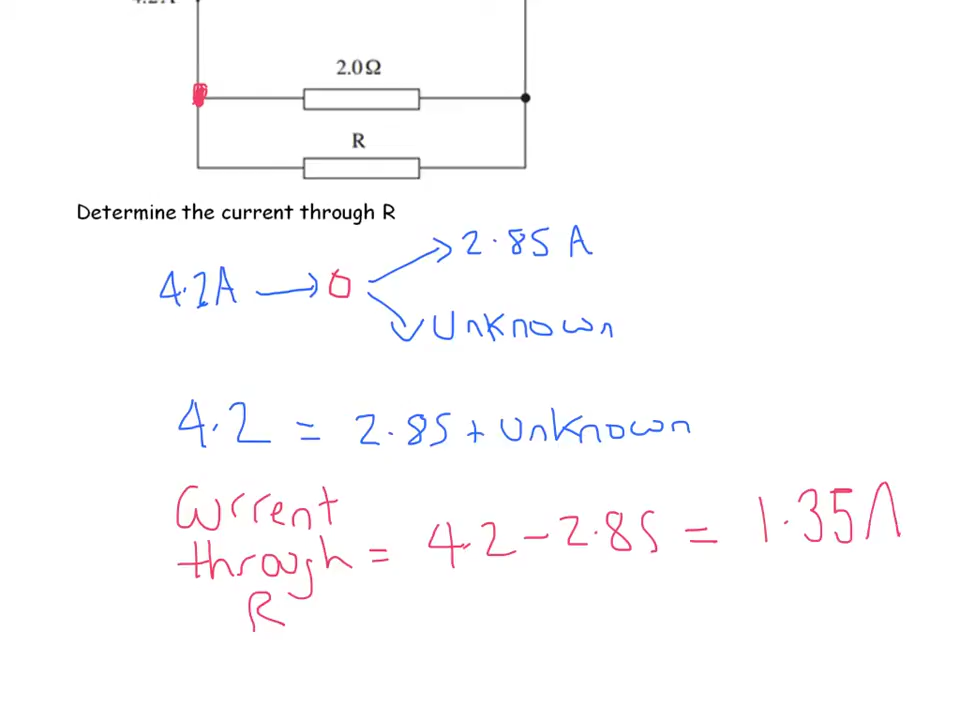 2.0Ω
R
Determine the current through R
4.2A → 2.85 A
Unknown
4.2 = 2.85 + Unknown
Current through R = 4.2 - 2.85 = 1.35A